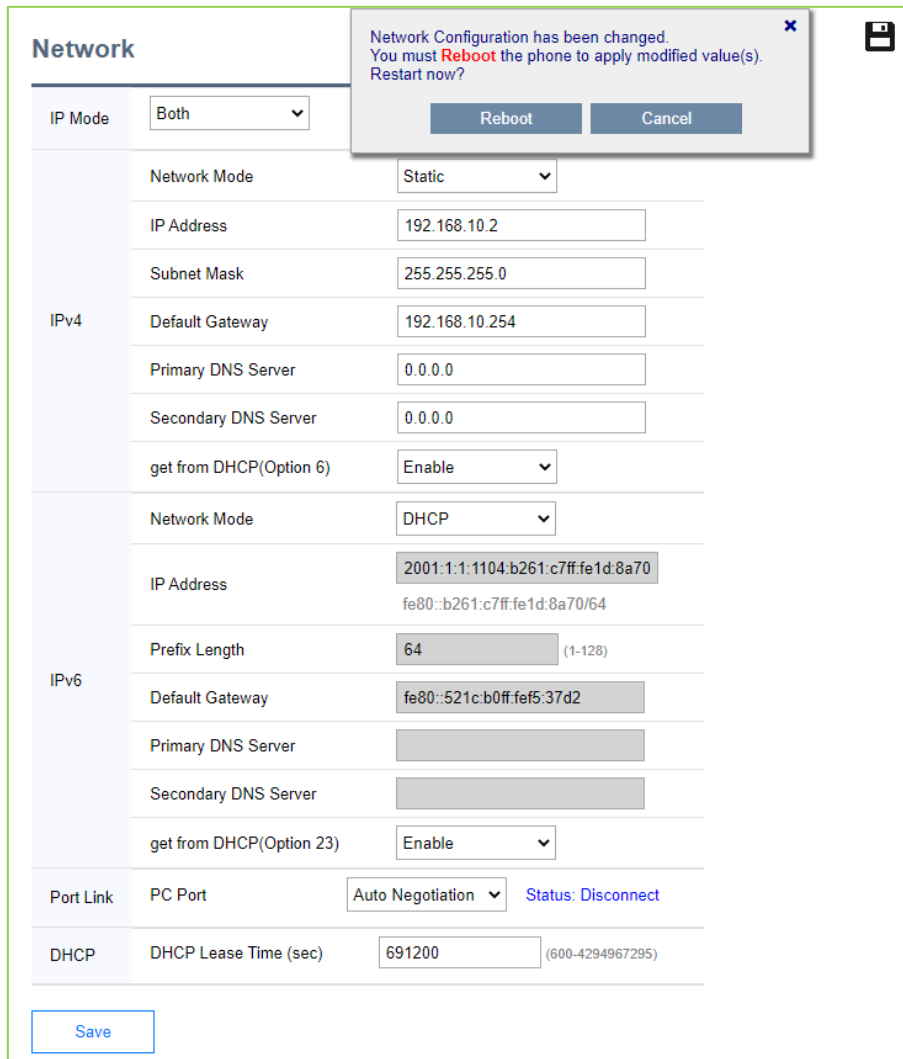 Network
Network Configuration has been changed.
You must Reboot the phone to apply modified value(s).
Restart now?
Reboot Cancel
IP Mode Both
IPv4
Network Mode Static
IP Address 192.168.10.2
Subnet Mask 255.255.255.0
Default Gateway 192.168.10.254
Primary DNS Server 0.0.0.0
Secondary DNS Server 0.0.0.0
get from DHCP(Option 6) Enable
IPv6
Network Mode DHCP
IP Address 2001:1:1:1104:b261:c7ff:fe1d:8a70
fe80::b261:c7ff:fe1d:8a70/64
Prefix Length 64 (1-128)
Default Gateway fe80::521c:b0ff:fef5:37d2
Primary DNS Server
Secondary DNS Server
get from DHCP(Option 23) Enable
Port Link PC Port Auto Negotiation Status: Disconnect
DHCP DHCP Lease Time (sec) 691200 (600-4294967295)
Save